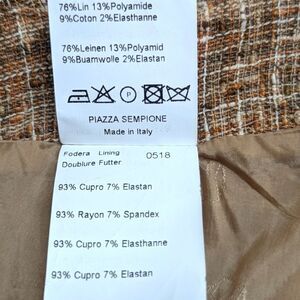 76%Lin 13%Polyamide
9%Coton 2%Elasthanne
76%Leinen 13%Polyamid
9%Buamwolle 2%Elastan
P
PIAZZA SEMPIONE
Made in Italy
Fodera Lining 0518
Doublure Futter
93% Cupro 7% Elastan
93% Rayon 7% Spandex
93% Cupro 7% Elasthanne
93% Cupro 7% Elastan